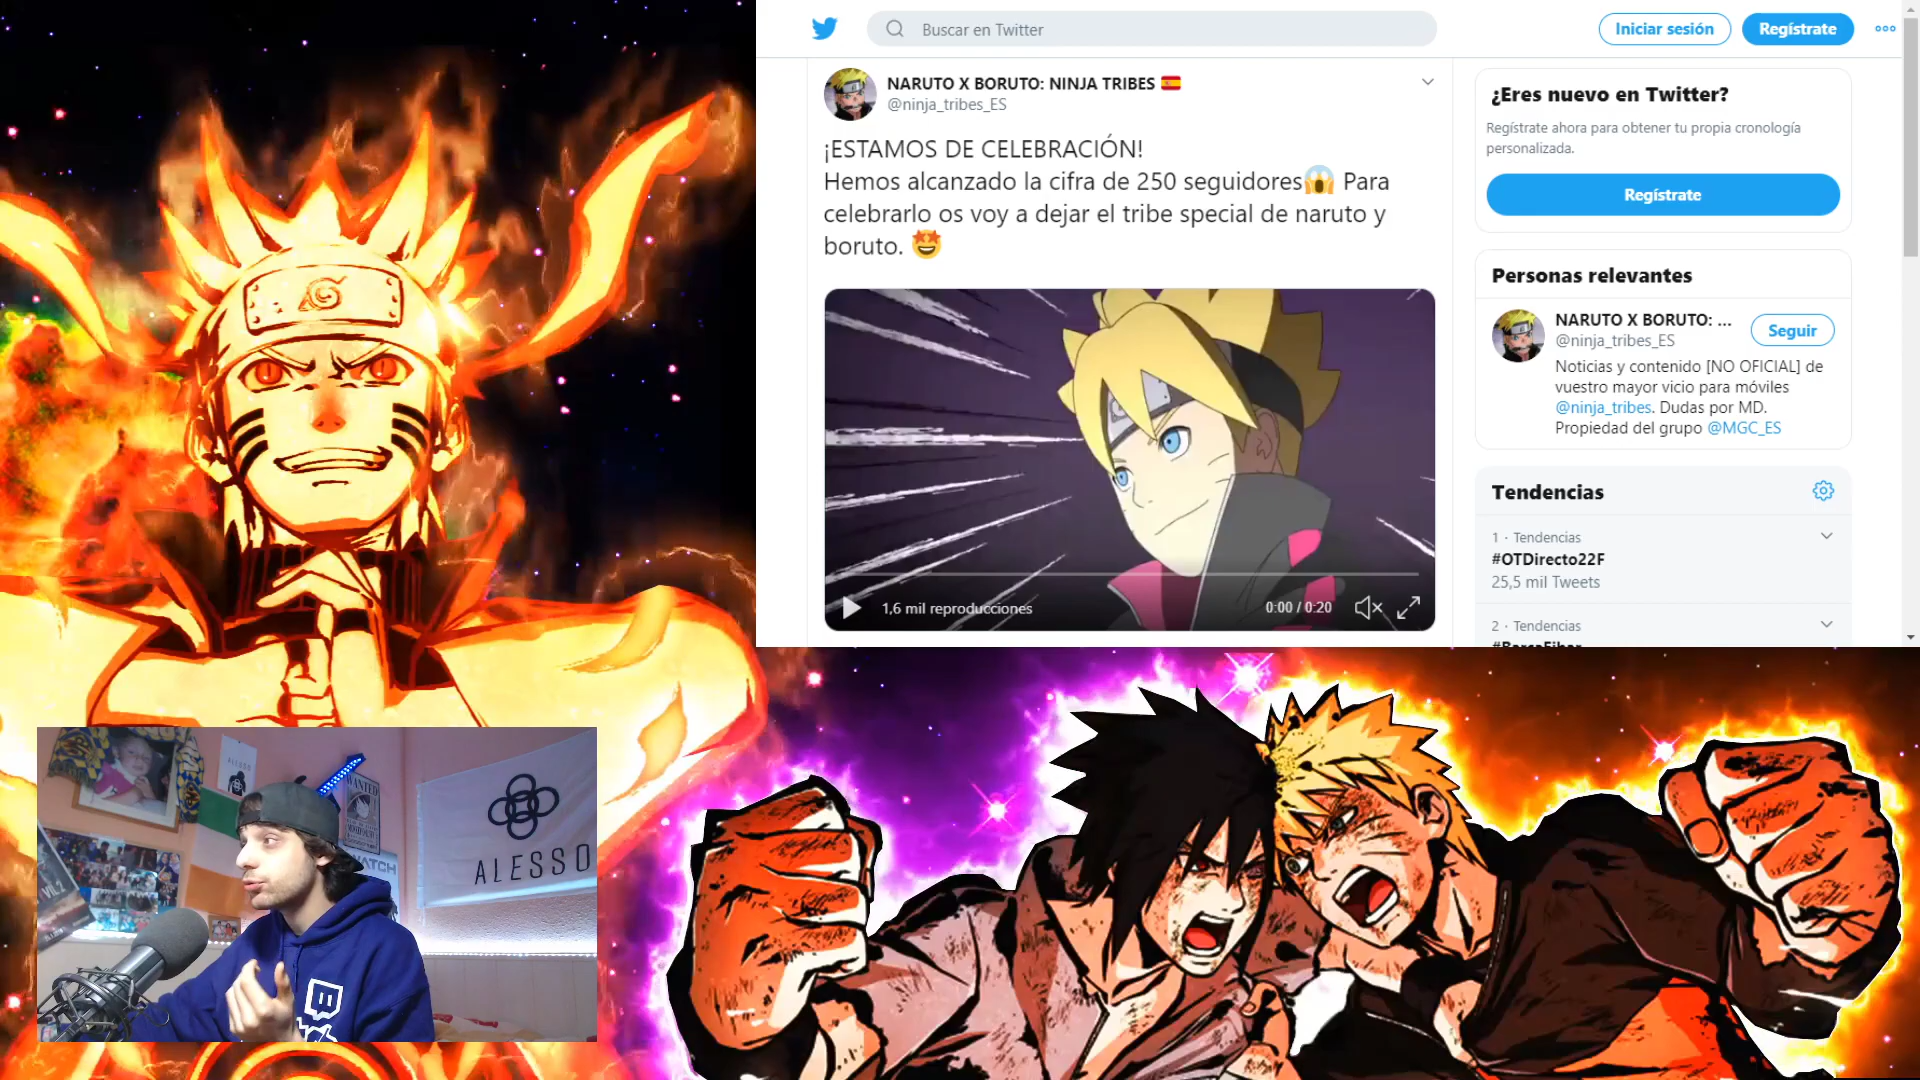 Buscar en Twitter
Iniciar sesión
Regístrate
NARUTO X BORUTO: NINJA TRIBES 🇪🇸
@ninja_tribes_ES
¡ESTAMOS DE CELEBRACIÓN!
Hemos alcanzado la cifra de 250 seguidores😱 Para
celebrarlo os voy a dejar el tribe special de naruto y
boruto. 🤩
1,6 mil reproducciones
0:00 / 0:20
¿Eres nuevo en Twitter?
Regístrate ahora para obtener tu propia cronología
personalizada.
Regístrate
Personas relevantes
NARUTO X BORUTO: ...
@ninja_tribes_ES
Seguir
Noticias y contenido [NO OFICIAL] de
vuestro mayor vicio para móviles
@ninja_tribes. Dudas por MD.
Propiedad del grupo @MGC_ES
Tendencias
1 · Tendencias
#OTDirecto22F
25,5 mil Tweets
2 · Tendencias
ALESSO
WANTED
ALESSO